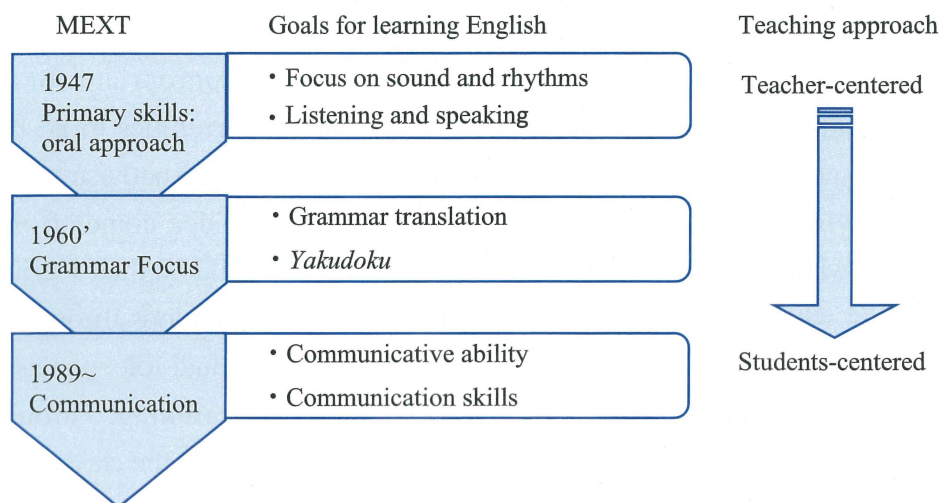 MEXT
Goals for learning English
Teaching approach
1947
Primary skills:
oral approach
• Focus on sound and rhythms
• Listening and speaking
Teacher-centered
1960’
Grammar Focus
• Grammar translation
• Yakudoku
1989~
Communication
• Communicative ability
• Communication skills
Students-centered